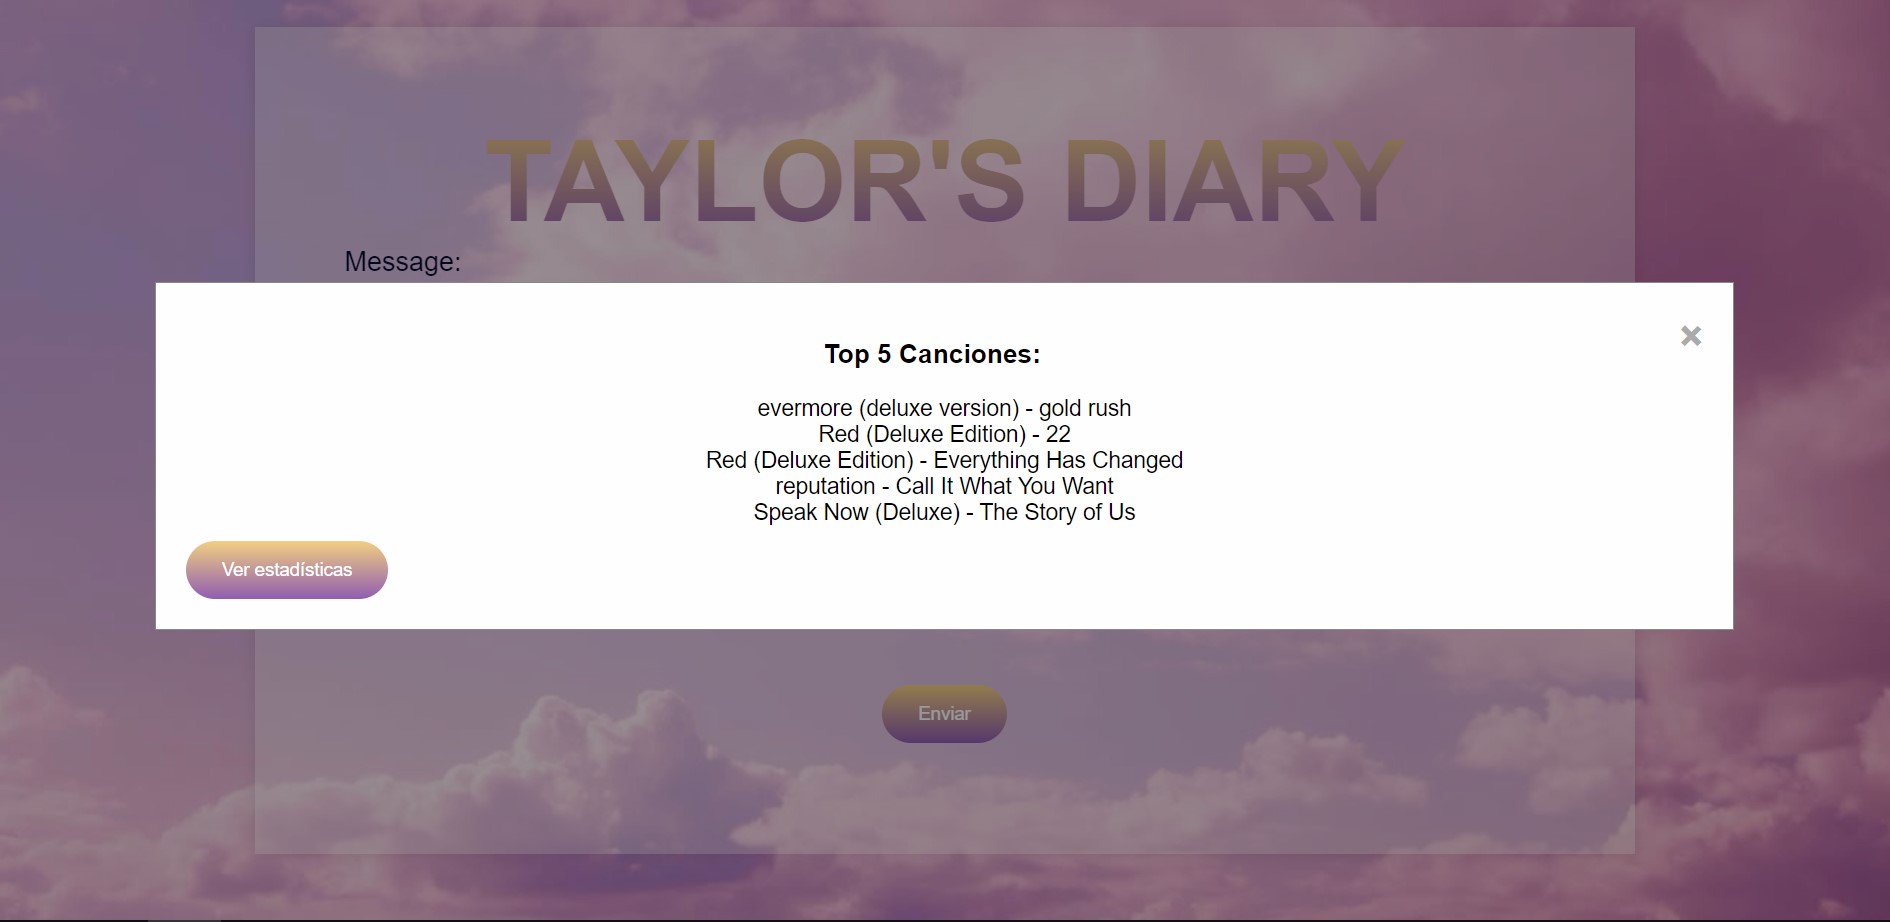 TAYLOR'S DIARY
Message:
×
Top 5 Canciones:
evermore (deluxe version) - gold rush
Red (Deluxe Edition) - 22
Red (Deluxe Edition) - Everything Has Changed
reputation - Call It What You Want
Speak Now (Deluxe) - The Story of Us
Ver estadísticas
Enviar